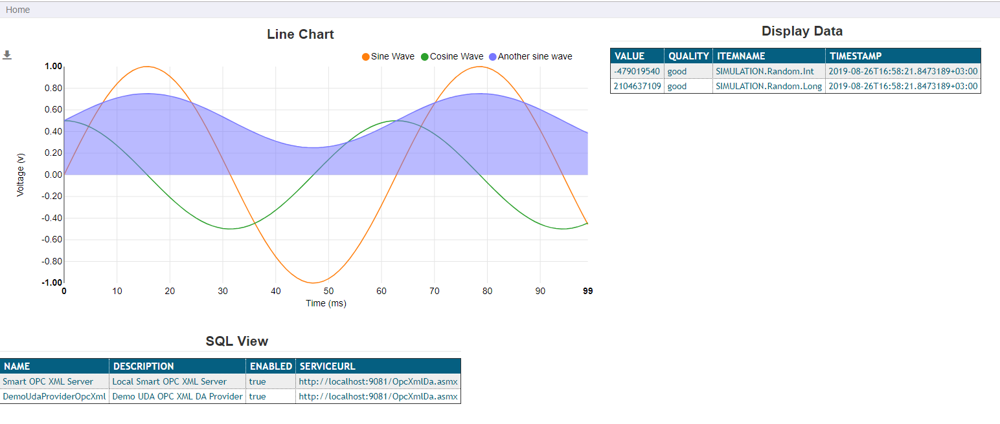 Home
Line Chart
Sine Wave Cosine Wave Another sine wave
1.00
0.80
0.60
0.40
0.20
0.00
-0.20
-0.40
-0.60
-0.80
-1.00
Voltage (v)
0 10 20 30 40 50 60 70 80 90 99
Time (ms)
Display Data
VALUE QUALITY ITEMNAME TIMESTAMP
-479019540 good SIMULATION.Random.Int 2019-08-26T16:58:21.8473189+03:00
2104637109 good SIMULATION.Random.Long 2019-08-26T16:58:21.8473189+03:00
SQL View
NAME DESCRIPTION ENABLED SERVICEURL
Smart OPC XML Server Local Smart OPC XML Server true http://localhost:9081/OpcXmlDa.asmx
DemoUdaProviderOpcXml Demo UDA OPC XML DA Provider true http://localhost:9081/OpcXmlDa.asmx